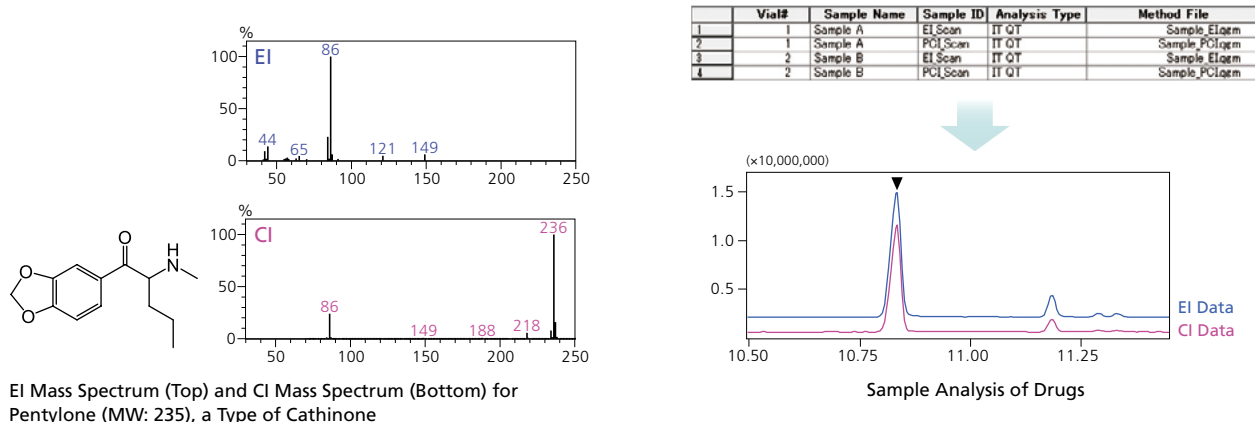 %
EI
100
50
0
86
44
65
121
149
50 100 150 200 250
%
CI
100
50
0
236
86
149
188
218
50 100 150 200 250
O
H
N
O
O
EI Mass Spectrum (Top) and CI Mass Spectrum (Bottom) for
Pentylone (MW: 235), a Type of Cathinone
Vial# Sample Name Sample ID Analysis Type Method File
1 1 Sample A EI_Scan IT QT Sample_EI.qgm
2 1 Sample A PCI_Scan IT QT Sample_PCI.qgm
3 2 Sample B EI_Scan IT QT Sample_EI.qgm
4 2 Sample B PCI_Scan IT QT Sample_PCI.qgm
(×10,000,000)
1.5
1.0
0.5
EI Data
CI Data
10.50 10.75 11.00 11.25
Sample Analysis of Drugs